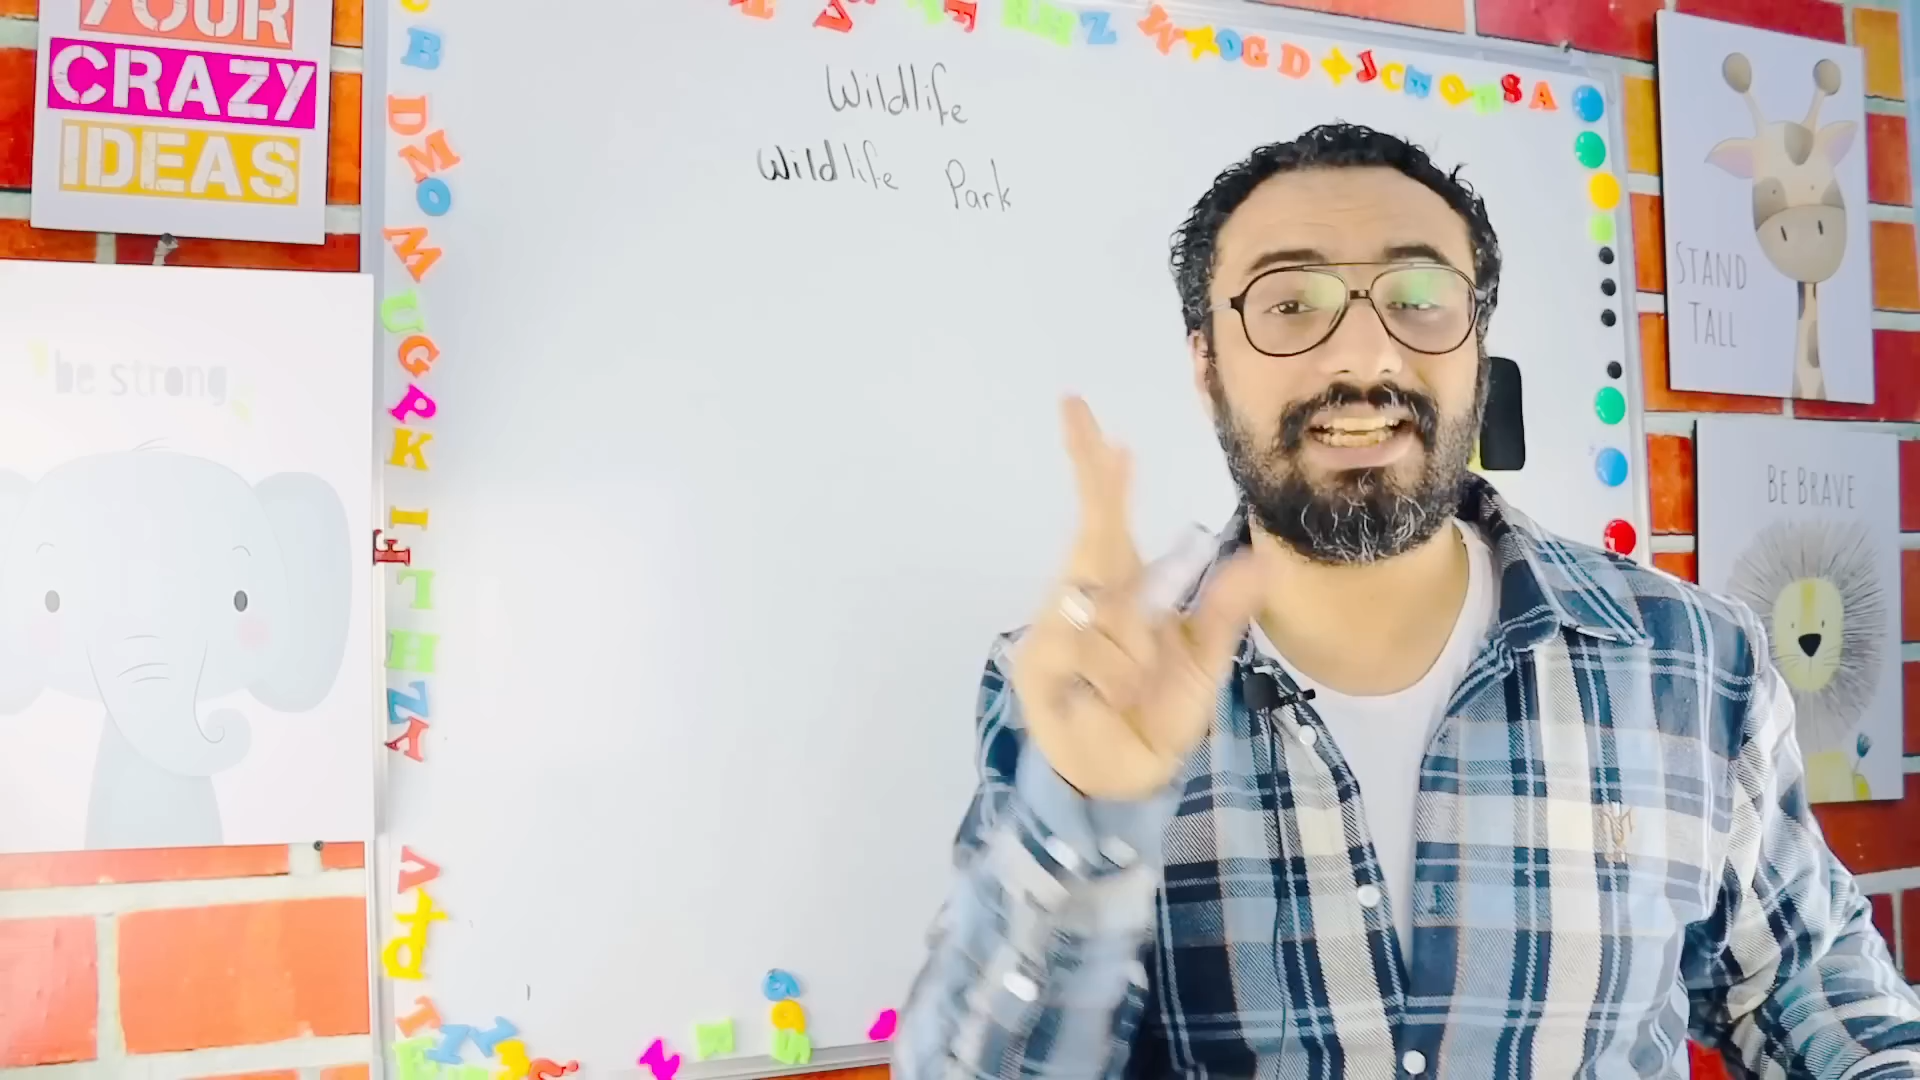 YOUR
CRAZY
IDEAS
Wildlife
Wildlife Park
be strong
STAND
TALL
BE BRAVE